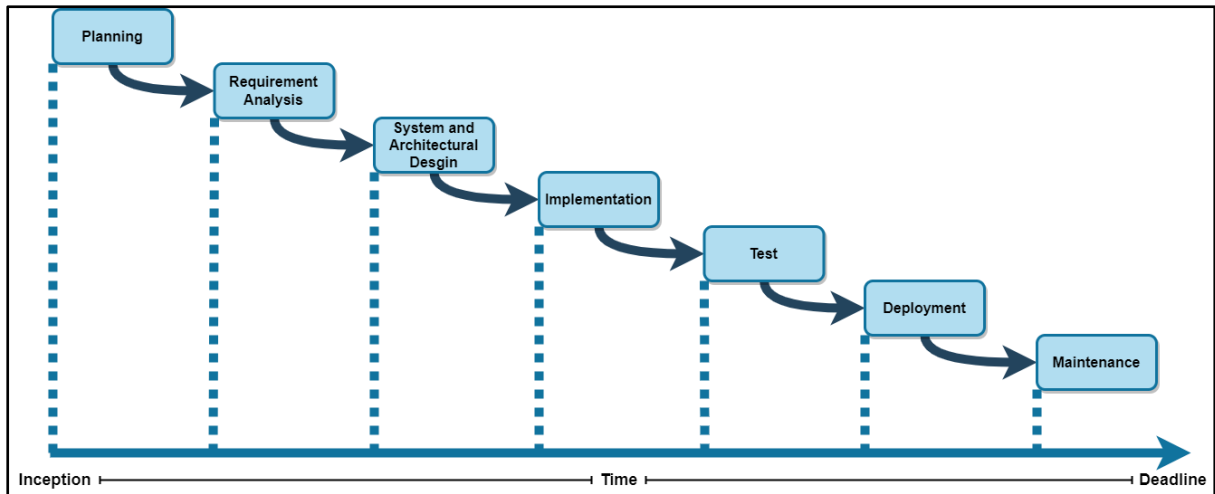 Planning
Requirement
Analysis
System and
Architectural
Desgin
Implementation
Test
Deployment
Maintenance
Inception
Time
Deadline